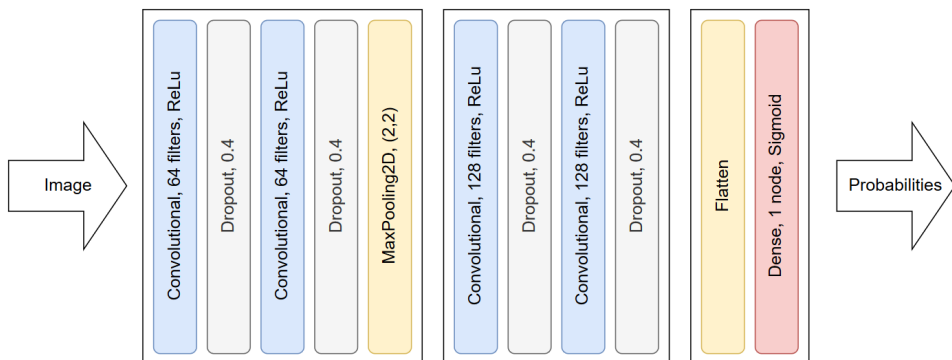 Image
Convolutional, 64 filters, ReLu
Dropout, 0.4
Convolutional, 64 filters, ReLu
Dropout, 0.4
MaxPooling2D, (2,2)
Convolutional, 128 filters, ReLu
Dropout, 0.4
Convolutional, 128 filters, ReLu
Dropout, 0.4
Flatten
Dense, 1 node, Sigmoid
Probabilities